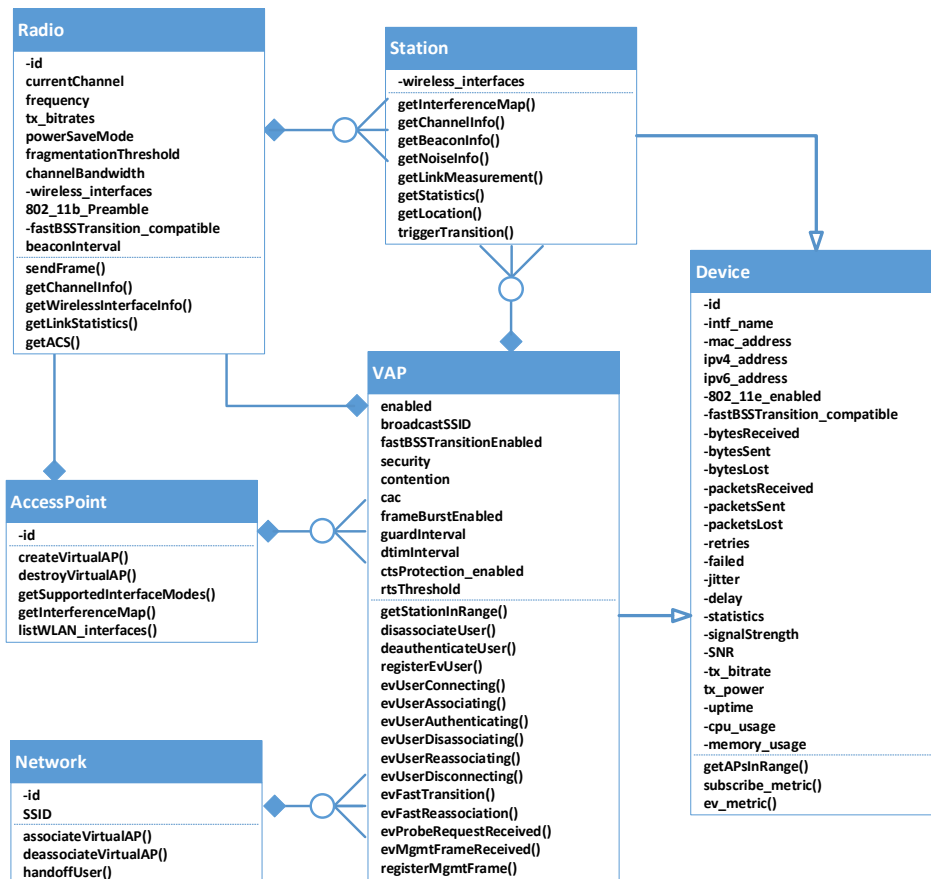 Radio
-id
currentChannel
frequency
tx_bitrates
powerSaveMode
fragmentationThreshold
channelBandwidth
-wireless_interfaces
802_11b_Preamble
-fastBSSTransition_compatible
beaconInterval
sendFrame()
getChannelInfo()
getWirelessInterfaceInfo()
getLinkStatistics()
getACS()
Station
-wireless_interfaces
getInterferenceMap()
getChannelInfo()
getBeaconInfo()
getNoiseInfo()
getLinkMeasurement()
getStatistics()
getLocation()
triggerTransition()
Device
-id
-intf_name
-mac_address
ipv4_address
ipv6_address
-802_11e_enabled
-fastBSSTransition_compatible
-bytesReceived
-bytesSent
-bytesLost
-packetsReceived
-packetsSent
-packetsLost
-retries
-failed
-jitter
-delay
-statistics
-signalStrength
-SNR
-tx_bitrate
tx_power
-uptime
-cpu_usage
-memory_usage
getAPsInRange()
subscribe_metric()
ev_metric()
VAP
enabled
broadcastSSID
fastBSSTransitionEnabled
security
contention
cac
frameBurstEnabled
guardInterval
dtimInterval
ctsProtection_enabled
rtsThreshold
getStationInRange()
disassociateUser()
deauthenticateUser()
registerEvUser()
evUserConnecting()
evUserAssociating()
evUserAuthenticating()
evUserDisassociating()
evUserReassociating()
evUserDisconnecting()
evFastTransition()
evFastReassociation()
evProbeRequestReceived()
evMgmtFrameReceived()
registerMgmtFrame()
AccessPoint
-id
createVirtualAP()
destroyVirtualAP()
getSupportedInterfaceModes()
getInterferenceMap()
listWLAN_interfaces()
Network
-id
SSID
associateVirtualAP()
deassociateVirtualAP()
handoffUser()